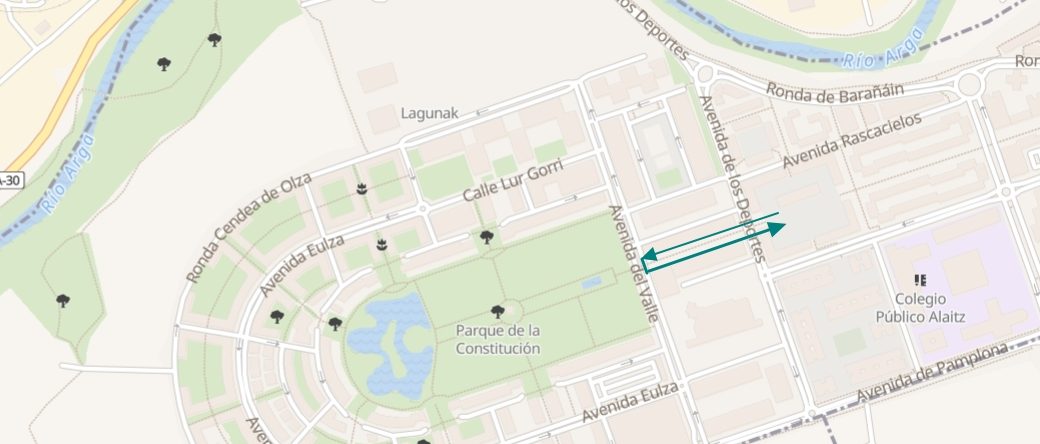 los Deportes
Río Arga
Ronda de Barañáin
Lagunak
Avenida Rascacielos
Avenida de los Deportes
A-30
Río Arga
Calle Lur Gorri
Ronda Cendea de Olza
Avenida Eulza
Avenida del Valle
Colegio
Público Alaitz
Parque de la
Constitución
Avenida de Pamplona
Avenida Eulza